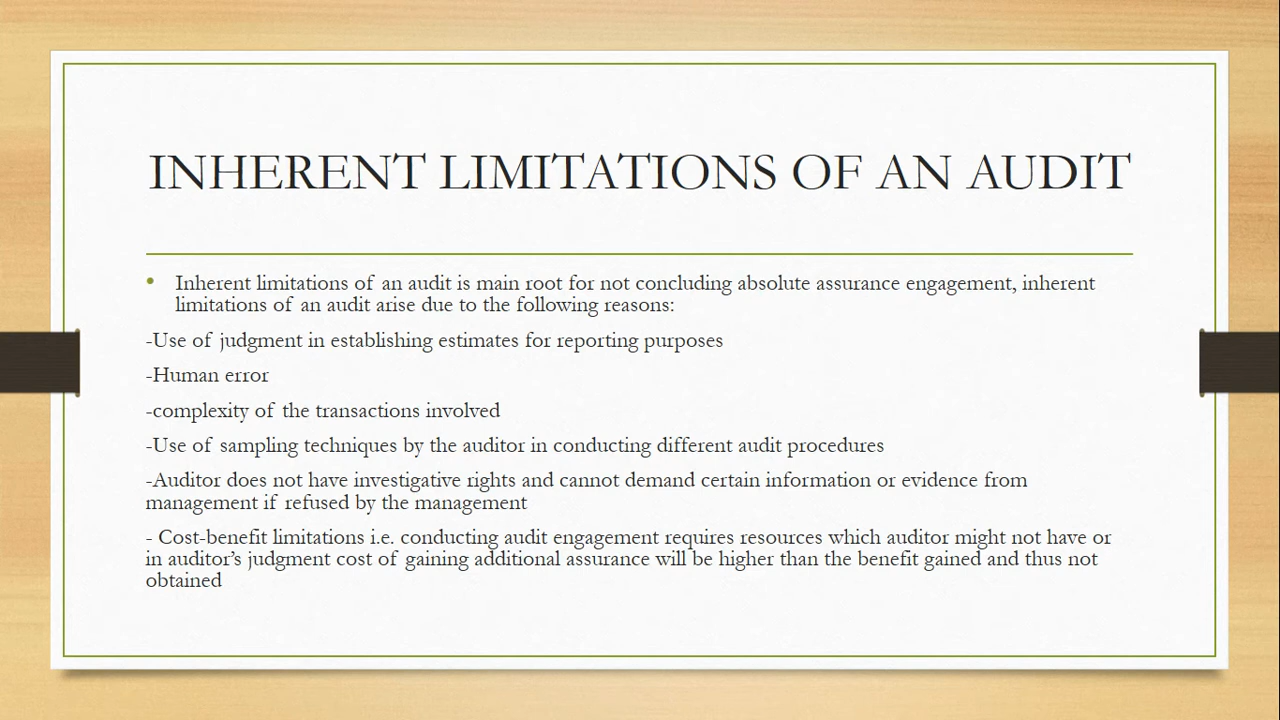 INHERENT LIMITATIONS OF AN AUDIT
• Inherent limitations of an audit is main root for not concluding absolute assurance engagement, inherent
limitations of an audit arise due to the following reasons:
-Use of judgment in establishing estimates for reporting purposes
-Human error
-complexity of the transactions involved
-Use of sampling techniques by the auditor in conducting different audit procedures
-Auditor does not have investigative rights and cannot demand certain information or evidence from
management if refused by the management
- Cost-benefit limitations i.e. conducting audit engagement requires resources which auditor might not have or
in auditor’s judgment cost of gaining additional assurance will be higher than the benefit gained and thus not
obtained